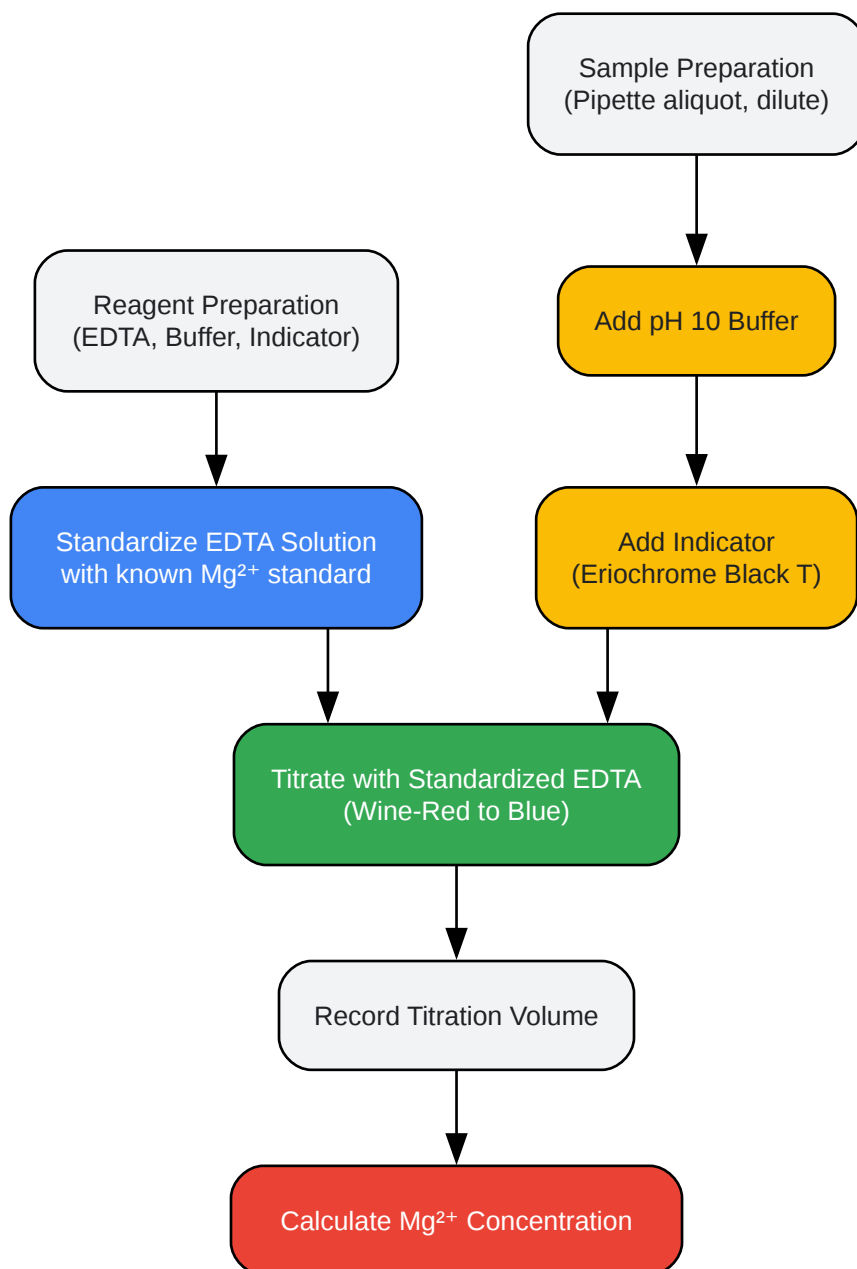 Sample Preparation
(Pipette aliquot, dilute)
Reagent Preparation
(EDTA, Buffer, Indicator)
Add pH 10 Buffer
Standardize EDTA Solution
with known Mg²⁺ standard
Add Indicator
(Eriochrome Black T)
Titrate with Standardized EDTA
(Wine-Red to Blue)
Record Titration Volume
Calculate Mg²⁺ Concentration